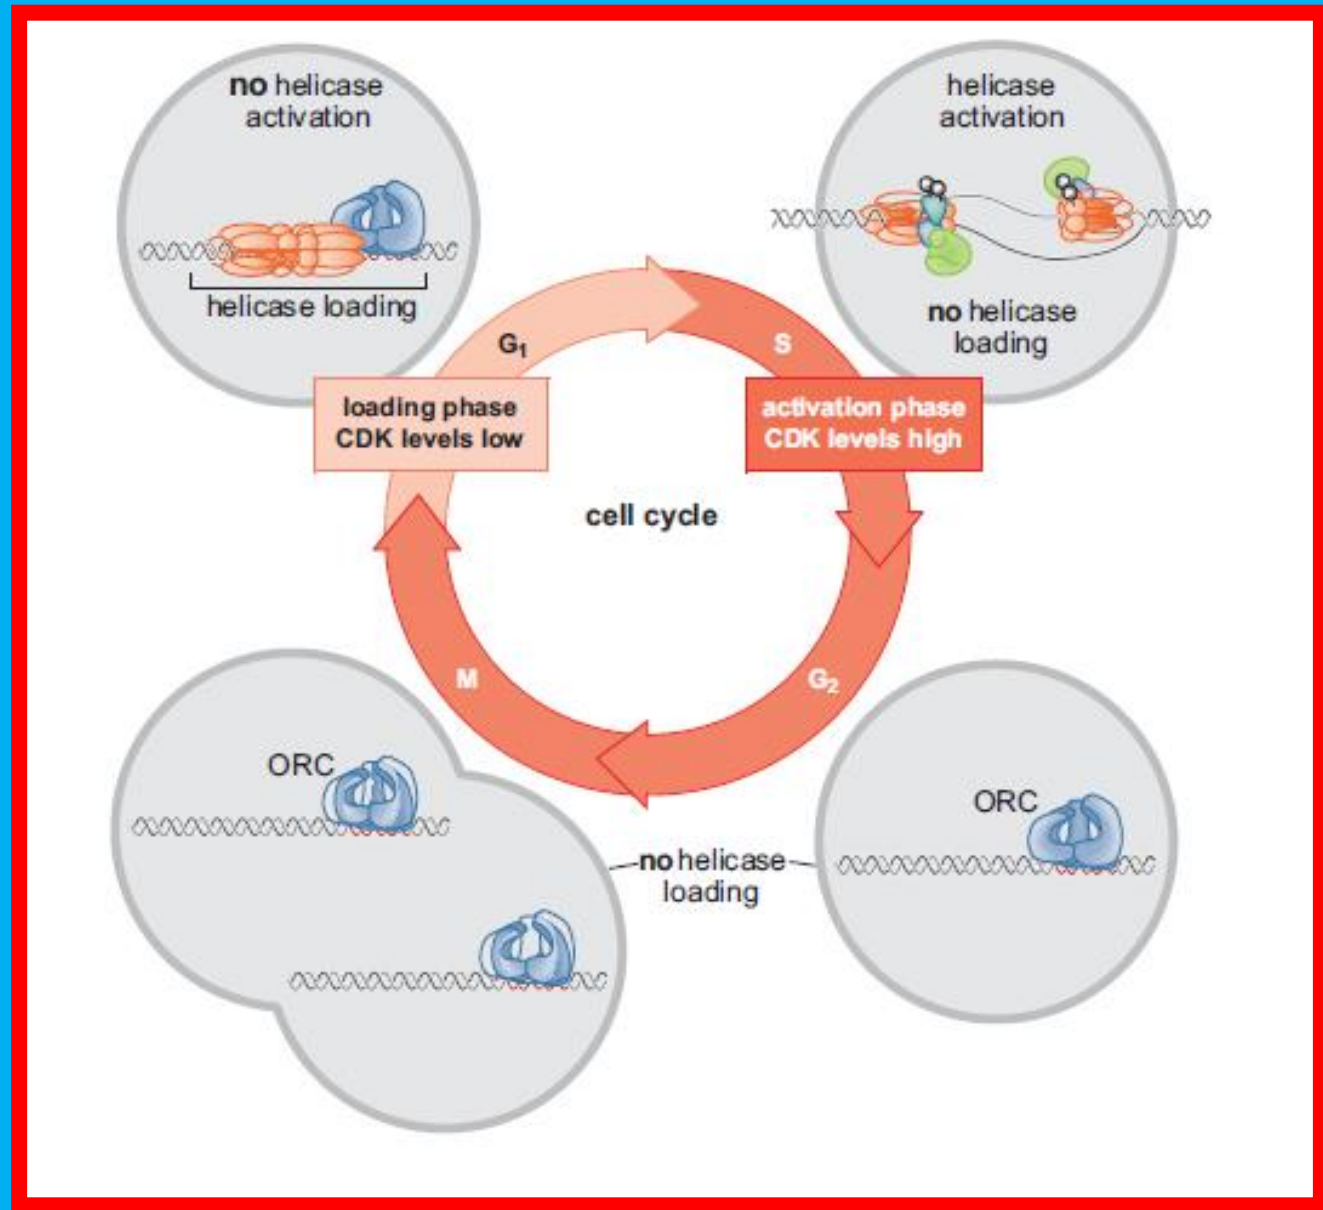 no helicase
activation
helicase loading
helicase
activation
no helicase
loading
G₁
S
loading phase
CDK levels low
activation phase
CDK levels high
cell cycle
M
G₂
ORC
ORC
no helicase
loading